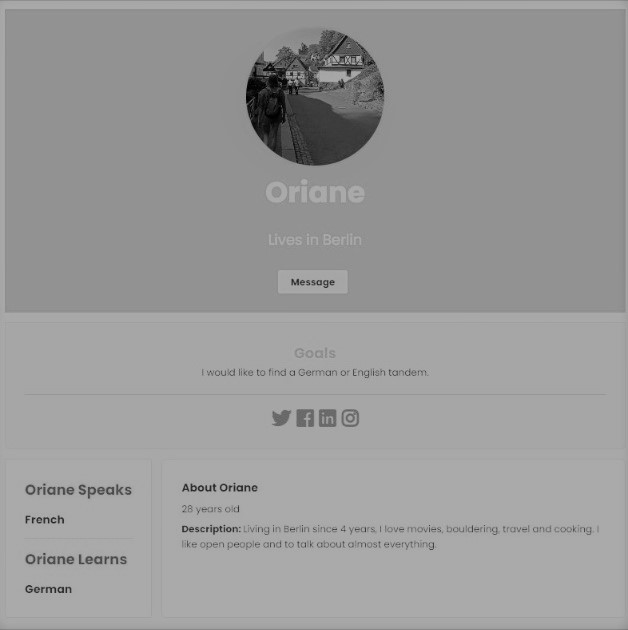 Oriane
Lives in Berlin
Message
Goals
I would like to find a German or English tandem.
Oriane Speaks
French
Oriane Learns
German
About Oriane
28 years old
Description: Living in Berlin since 4 years, I love movies, bouldering, travel and cooking. I
like open people and to talk about almost everything.